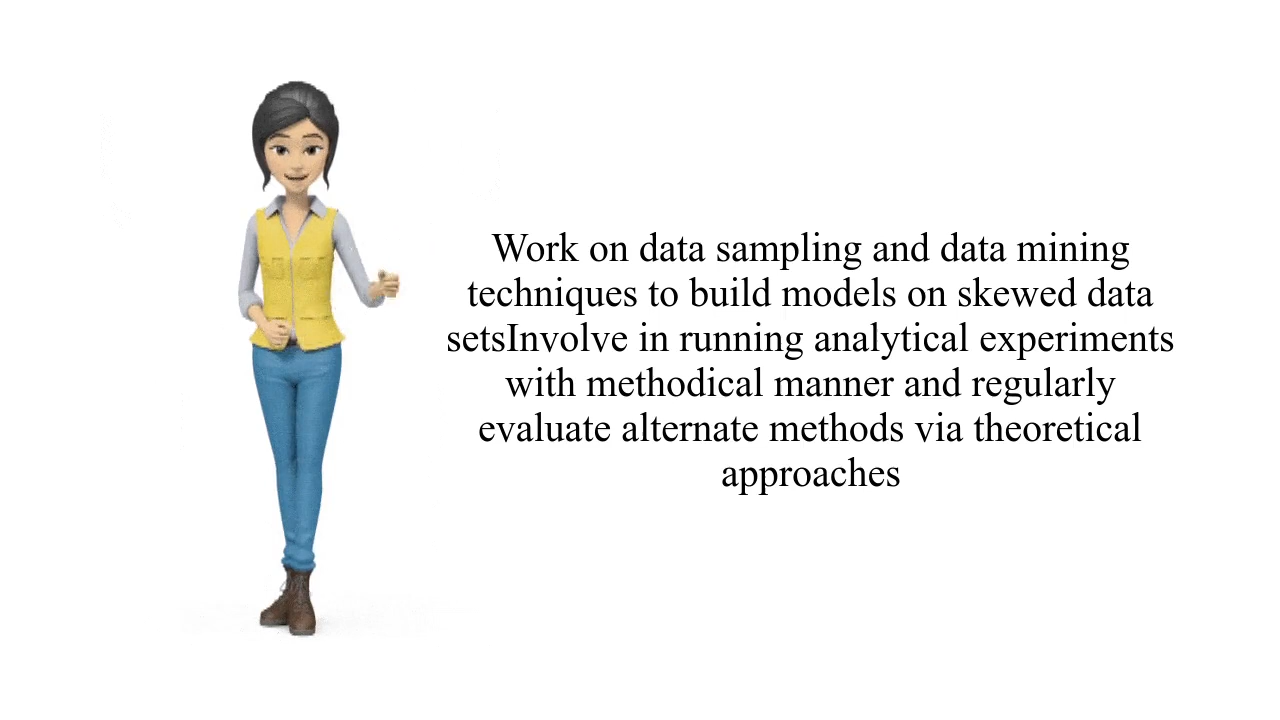 Work on data sampling and data mining
techniques to build models on skewed data
setsInvolve in running analytical experiments
with methodical manner and regularly
evaluate alternate methods via theoretical
approaches